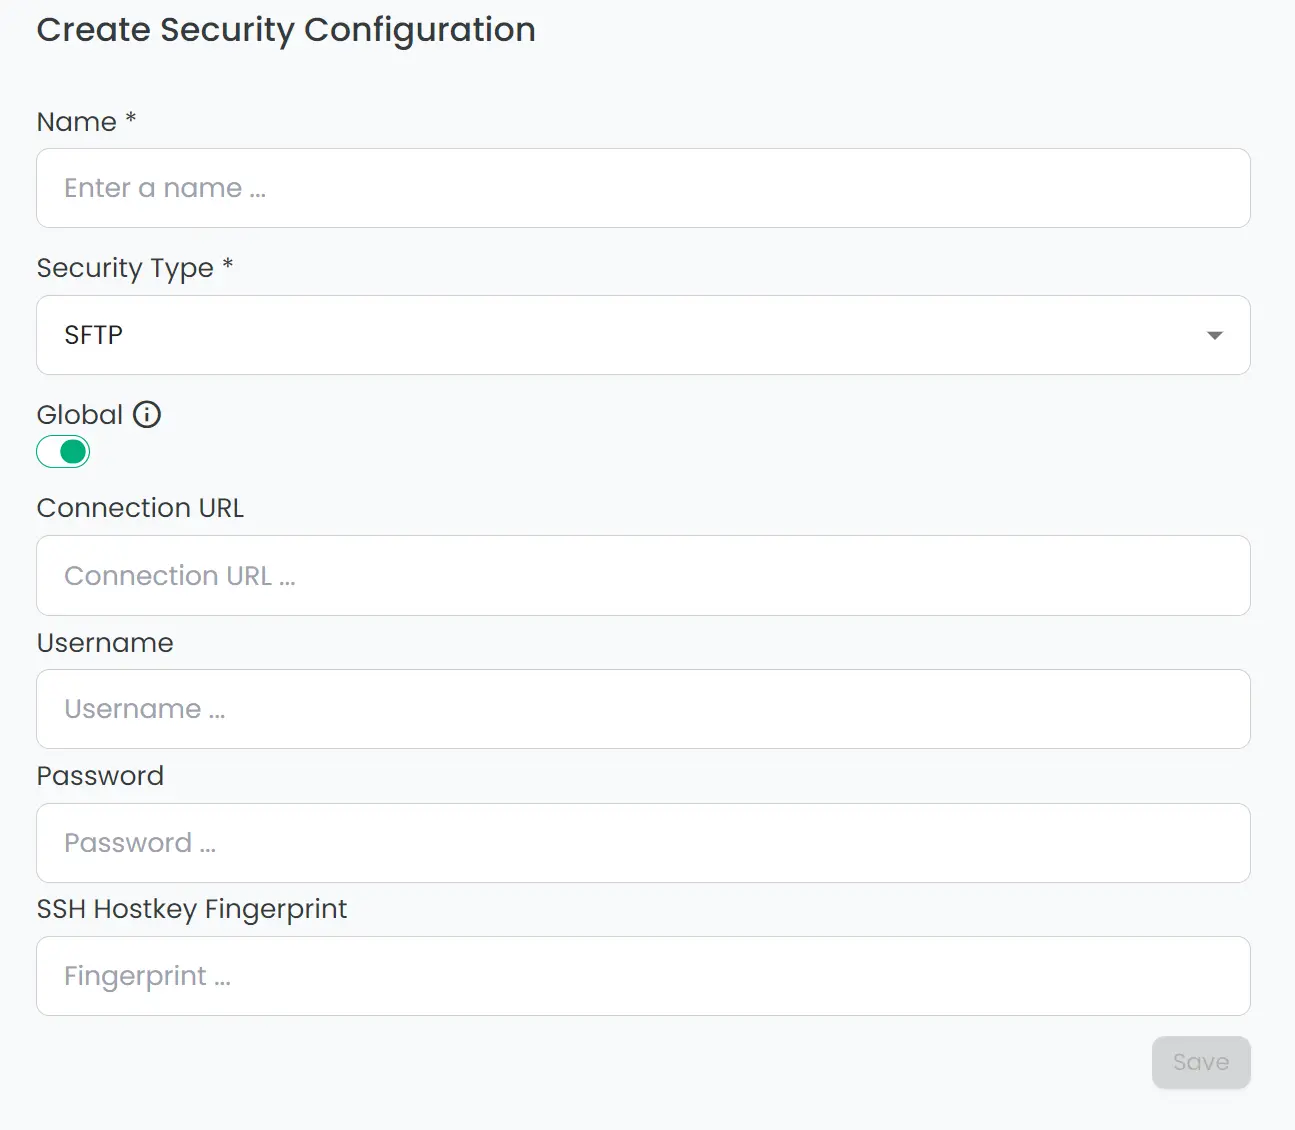 Create Security Configuration
Name *
Enter a name ...
Security Type *
SFTP
Global
Connection URL
Connection URL ...
Username
Username ...
Password
Password ...
SSH Hostkey Fingerprint
Fingerprint ...
Save